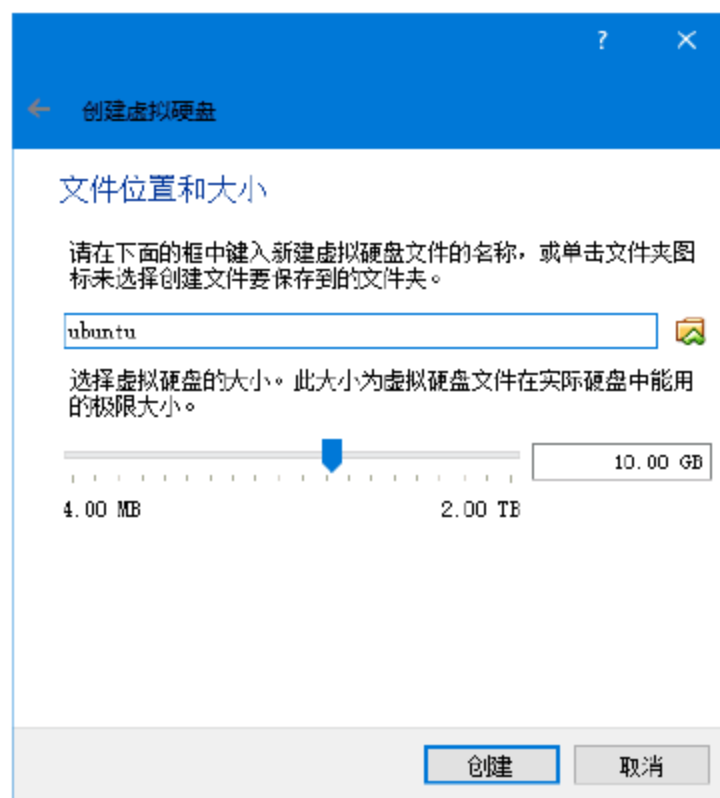 ?
创建虚拟硬盘
文件位置和大小
请在下面的框中键入新建虚拟硬盘文件的名称，或单击文件夹图
标来选择创建文件要保存到的文件夹。
ubuntu
选择虚拟硬盘的大小。此大小为虚拟硬盘文件在实际硬盘中能用
的极限大小。
10.00 GB
4.00 MB 2.00 TB
创建 取消